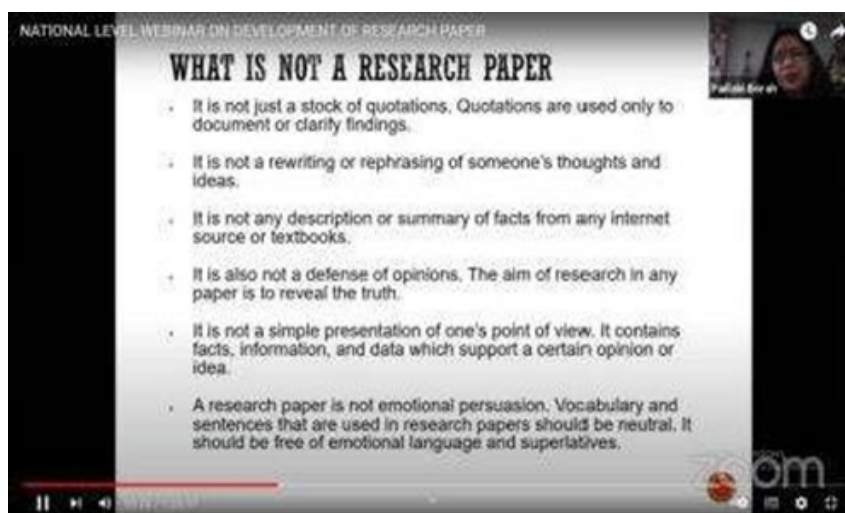 NATIONAL LEVEL WEBINAR ON DEVELOPMENT OF RESEARCH PAPER
WHAT IS NOT A RESEARCH PAPER
It is not just a stock of quotations. Quotations are used only to
document or clarify findings.
It is not a rewriting or rephrasing of someone's thoughts and
ideas.
It is not any description or summary of facts from any internet
source or textbooks.
It is also not a defense of opinions. The aim of research in any
paper is to reveal the truth.
It is not a simple presentation of one's point of view. It contains
facts, information, and data which support a certain opinion or
idea.
A research paper is not emotional persuasion. Vocabulary and
sentences that are used in research papers should be neutral. It
should be free of emotional language and superlatives.
Borah
zoom